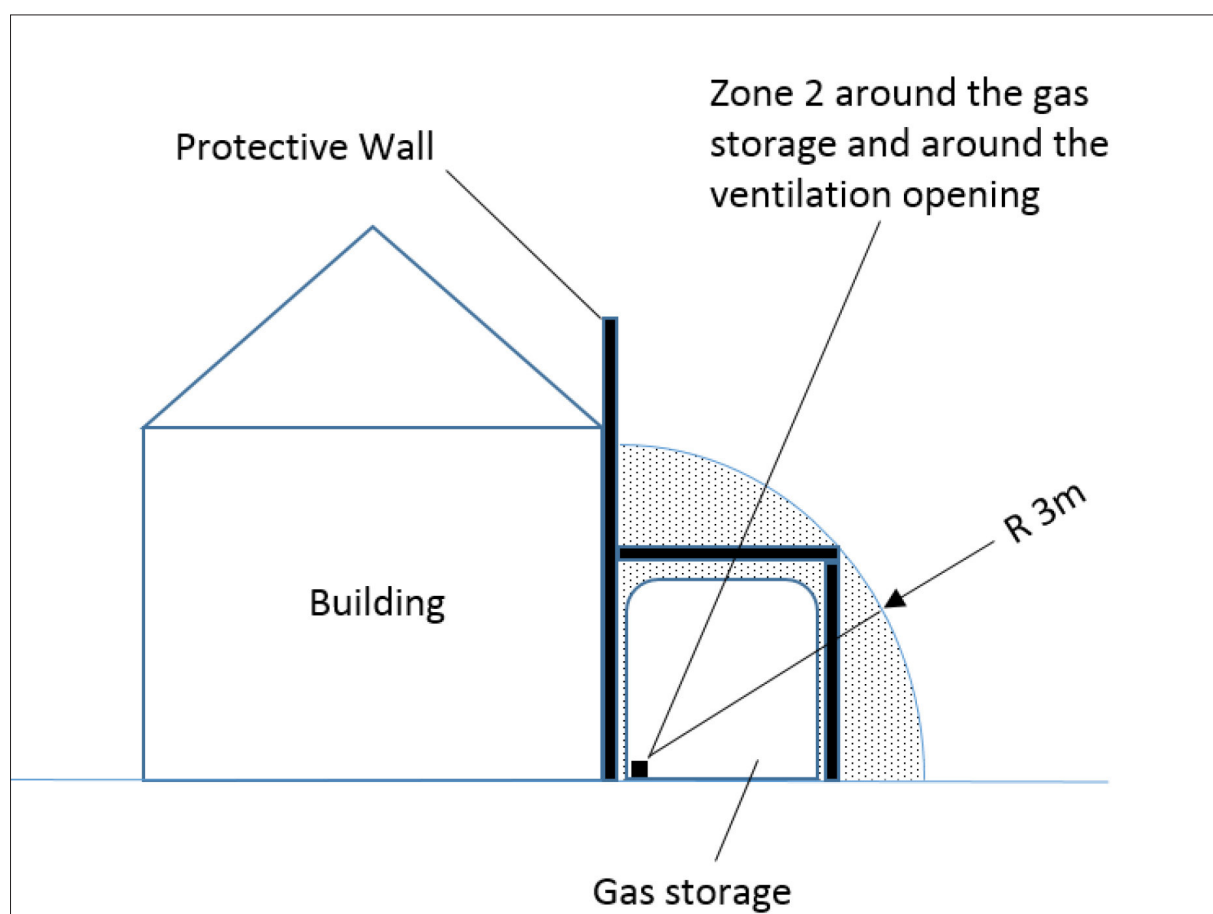 Zone 2 around the gas
storage and around the
ventilation opening
Protective Wall
R 3m
Building
Gas storage